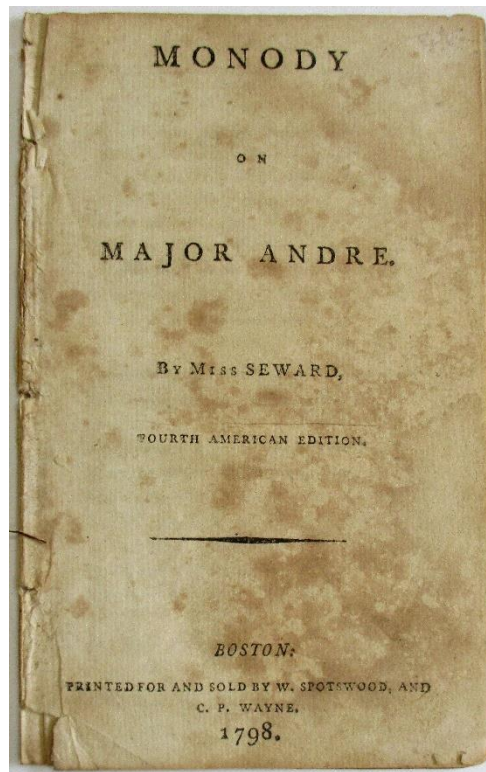 MONODY
ON
MAJOR ANDRE.
BY MISS SEWARD,
FOURTH AMERICAN EDITION.
BOSTON:
PRINTED FOR AND SOLD BY W. SPOTSWOOD, AND
C. P. WAYNE.
1798.